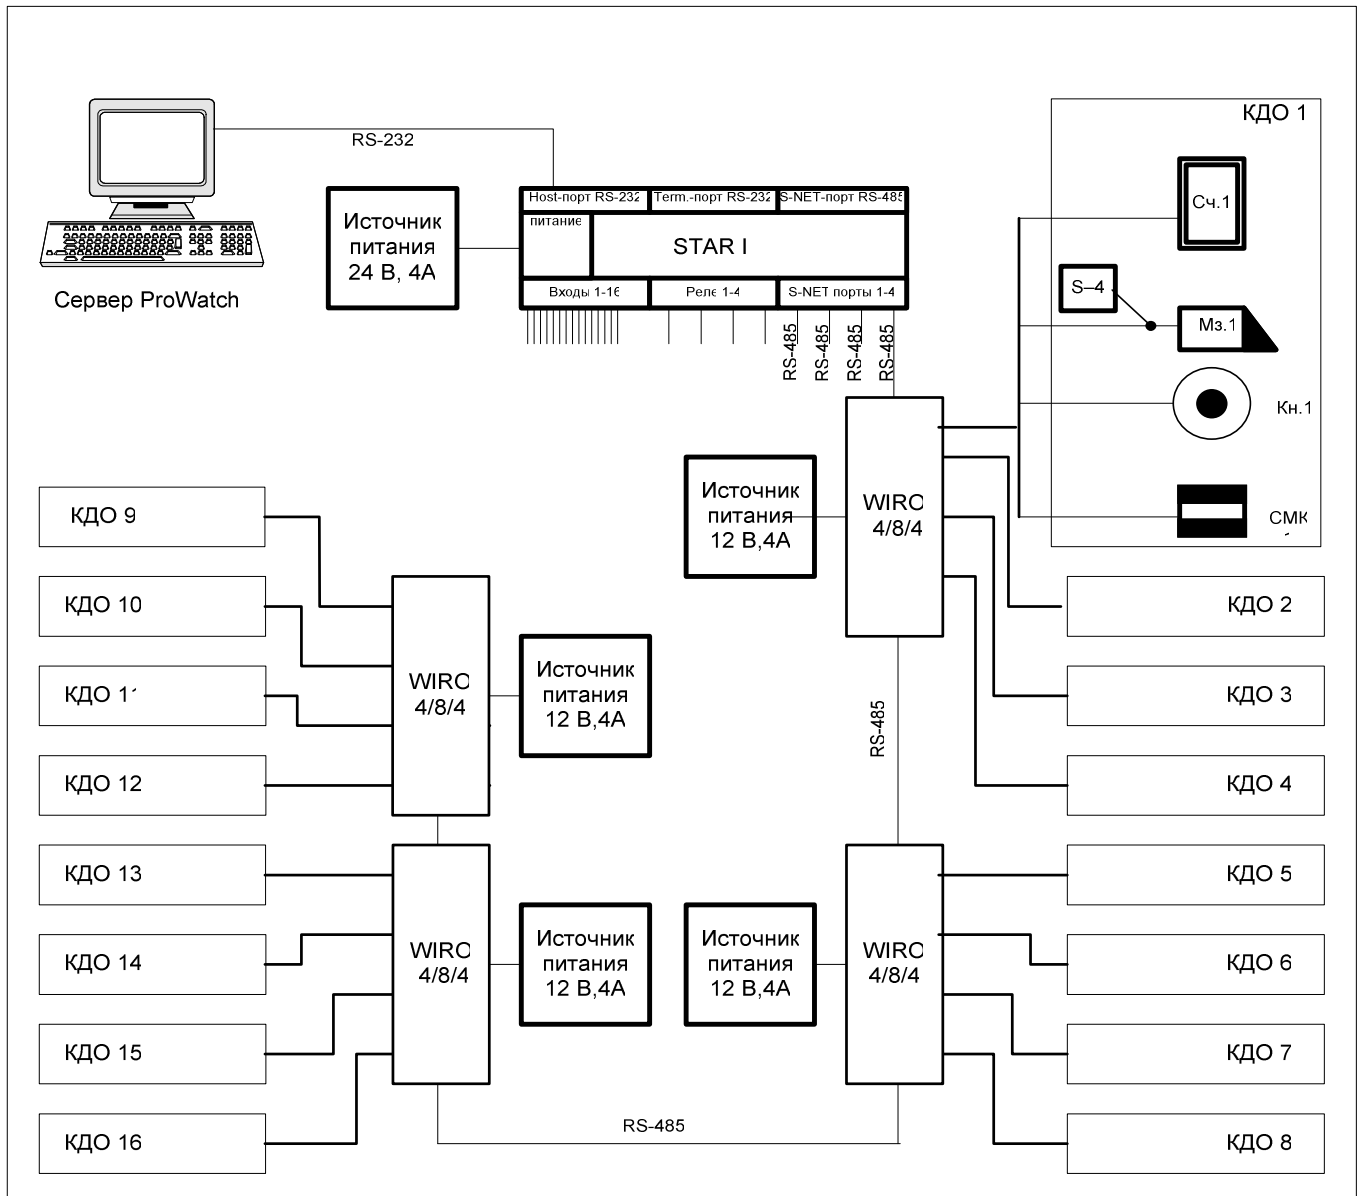 КДО 1
RS-232
Host-порт RS-232
Term.-порт RS-232
S-NET-порт RS-485
питание
STAR I
Входы 1-16
Реле 1-4
S-NET порты 1-4
Источник
питания
24 В, 4А
Сервер ProWatch
Сч.1
S–4
Мз.1
Кн.1
СМК
RS-485
RS-485
RS-485
RS-485
Источник
питания
12 В,4А
WIRO
4/8/4
КДО 9
КДО 10
КДО 11
КДО 12
WIRO
4/8/4
Источник
питания
12 В,4А
RS-485
КДО 2
КДО 3
КДО 4
КДО 13
КДО 14
КДО 15
КДО 16
WIRO
4/8/4
Источник
питания
12 В,4А
Источник
питания
12 В,4А
WIRO
4/8/4
КДО 5
КДО 6
КДО 7
КДО 8
RS-485